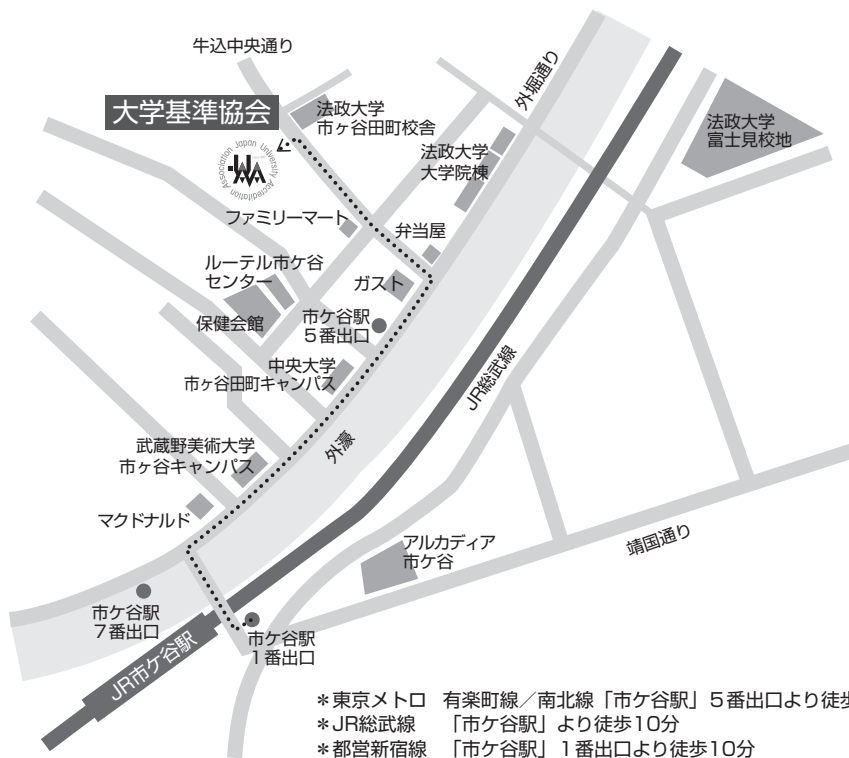 牛込中央通り
外堀通り
大学基準協会
法政大学
市ヶ谷田町校舎
法政大学
富士見校地
法政大学
大学院棟
Japan University Accreditation Association
JUAA
ファミリーマート
弁当屋
ルーテル市ケ谷
センター
ガスト
保健会館
市ケ谷駅
5番出口
JR総武線
中央大学
市ヶ谷田町キャンパス
外濠
武蔵野美術大学
市ヶ谷キャンパス
マクドナルド
アルカディア
市ケ谷
靖国通り
市ケ谷駅
7番出口
市ケ谷駅
1番出口
JR市ケ谷駅
*東京メトロ 有楽町線/南北線「市ケ谷駅」5番出口より徒歩
*JR総武線 「市ケ谷駅」より徒歩10分
*都営新宿線 「市ケ谷駅」1番出口より徒歩10分